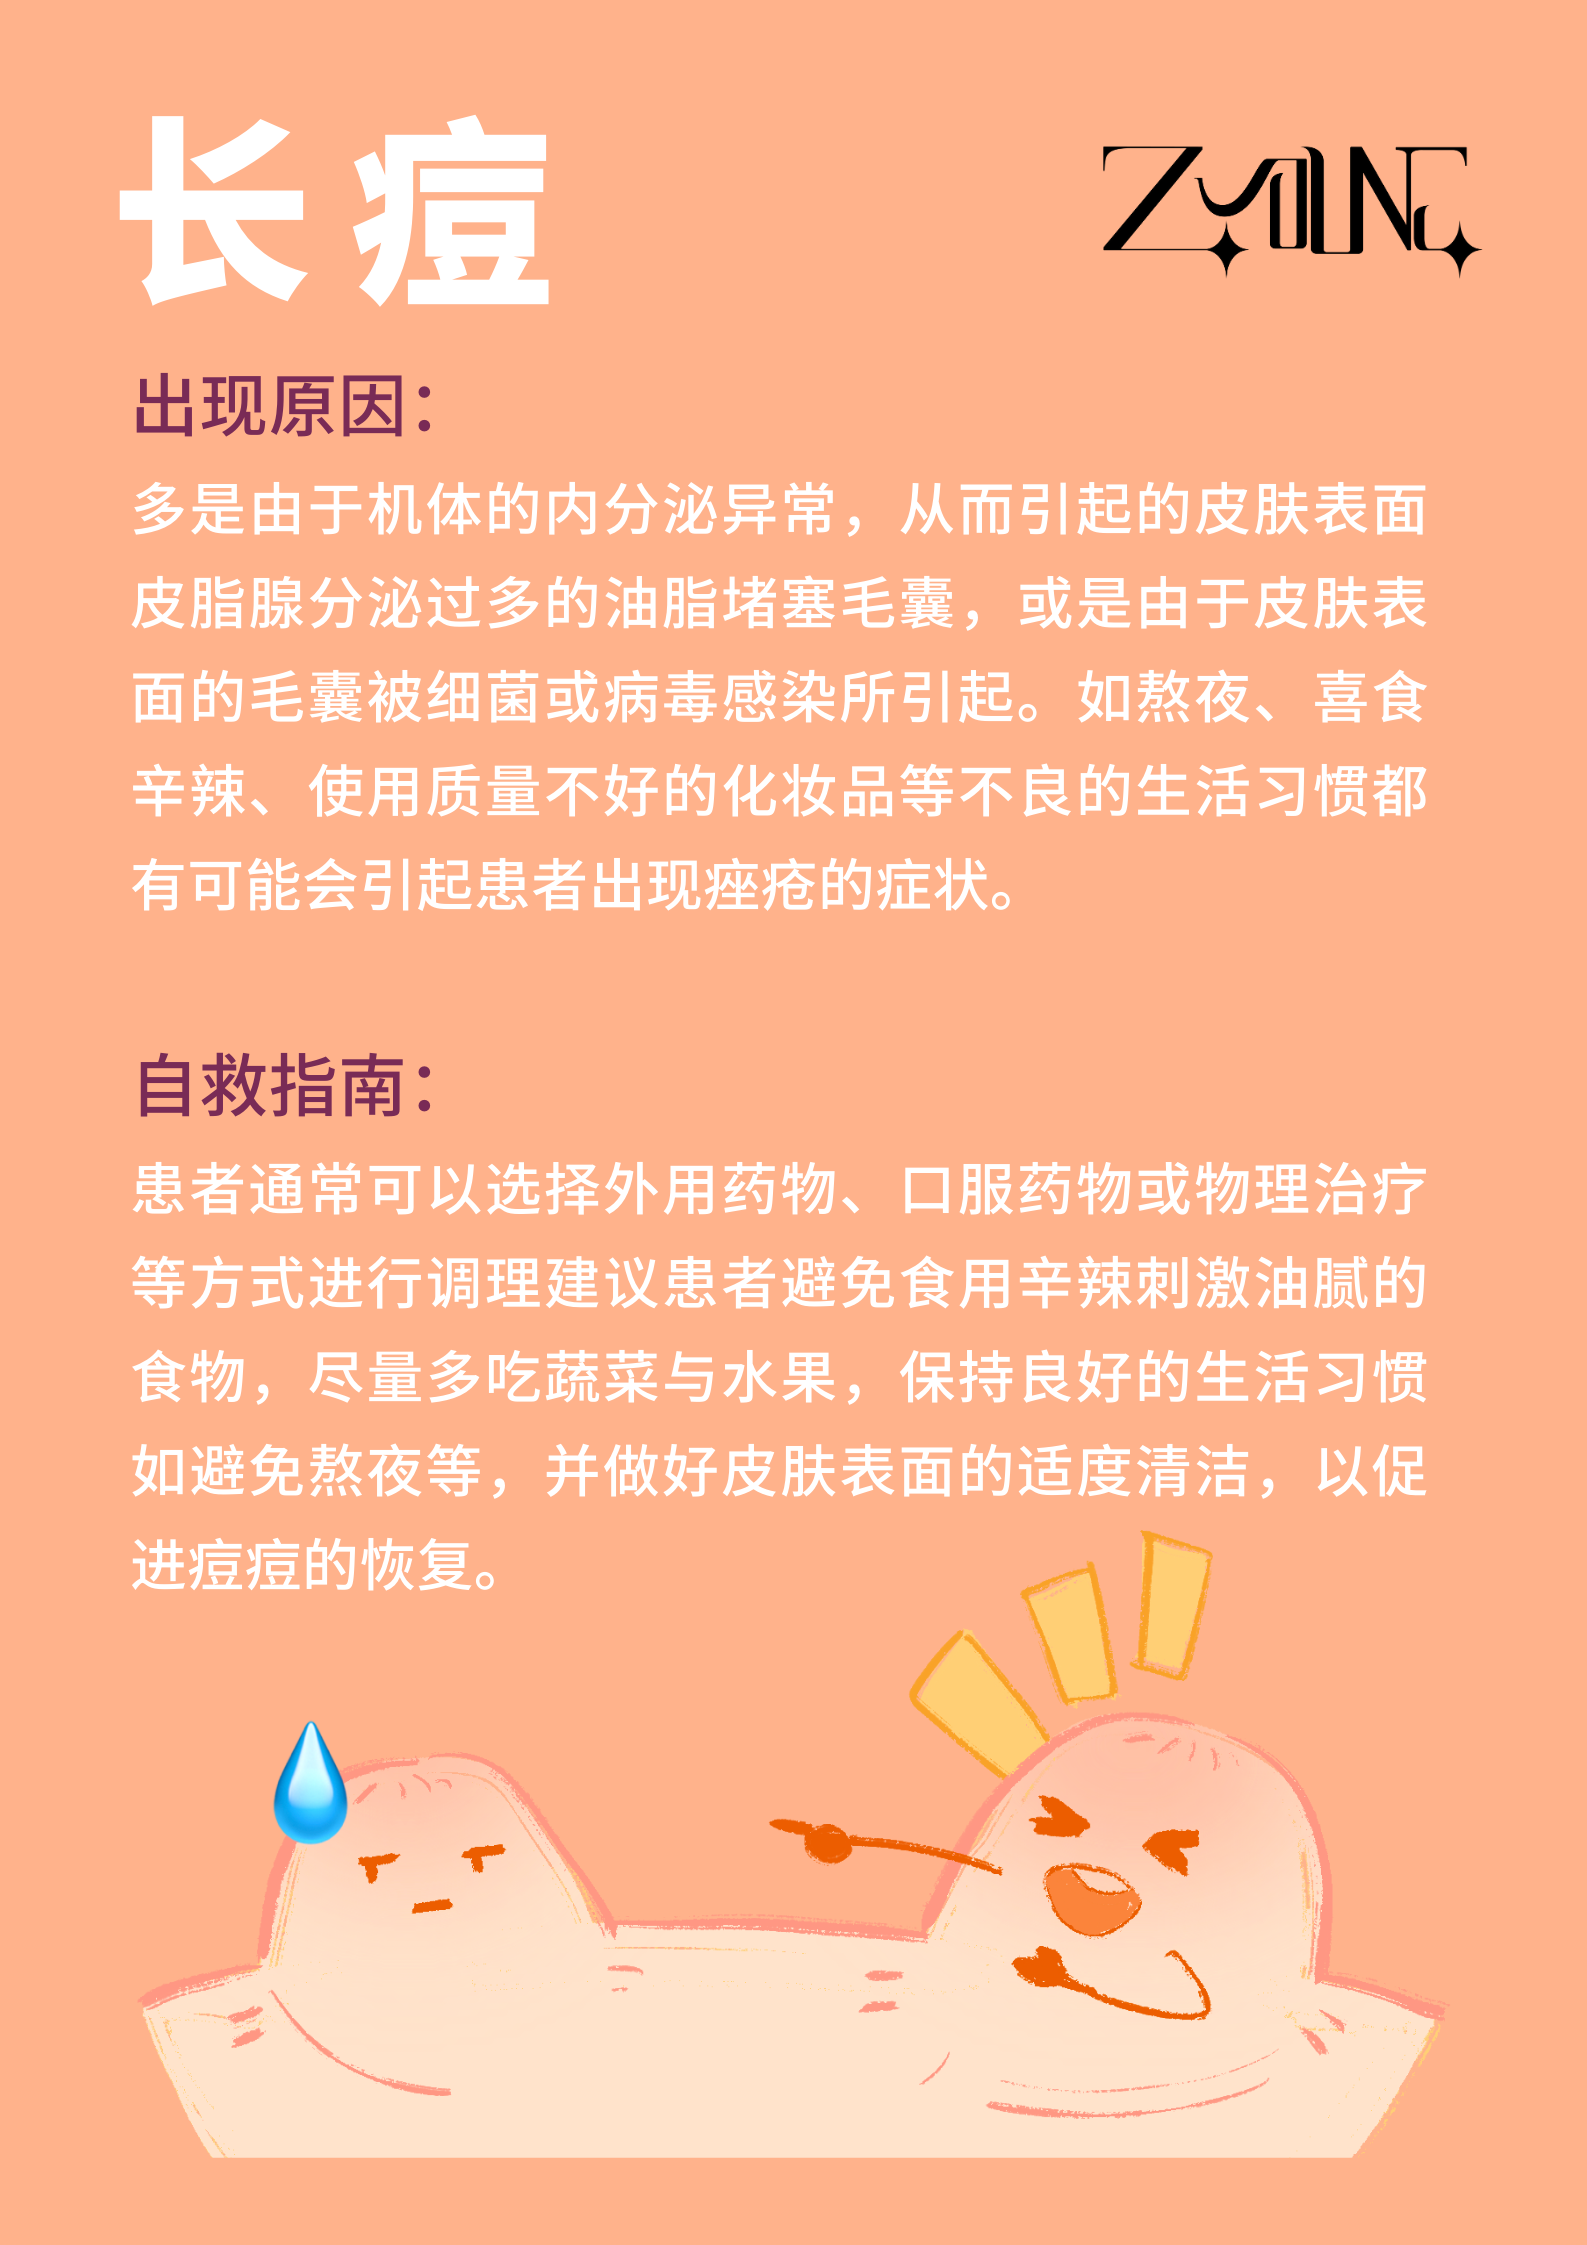 长痘
ZYOUNG
出现原因：
多是由于机体的内分泌异常，从而引起的皮肤表面
皮脂腺分泌过多的油脂堵塞毛囊，或是由于皮肤表
面的毛囊被细菌或病毒感染所引起。如熬夜、喜食
辛辣、使用质量不好的化妆品等不良的生活习惯都
有可能会引起患者出现痤疮的症状。
自救指南：
患者通常可以选择外用药物、口服药物或物理治疗
等方式进行调理建议患者避免食用辛辣刺激油腻的
食物，尽量多吃蔬菜与水果，保持良好的生活习惯
如避免熬夜等，并做好皮肤表面的适度清洁，以促
进痘痘的恢复。